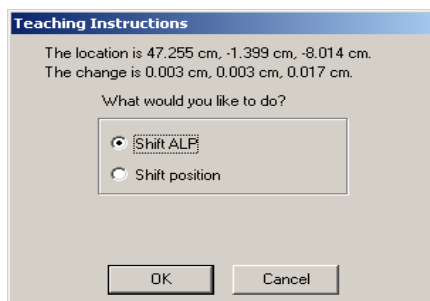 Teaching Instructions
The location is 47.255 cm, -1.399 cm, -8.014 cm.
The change is 0.003 cm, 0.003 cm, 0.017 cm.
What would you like to do?
Shift ALP
Shift position
OK Cancel